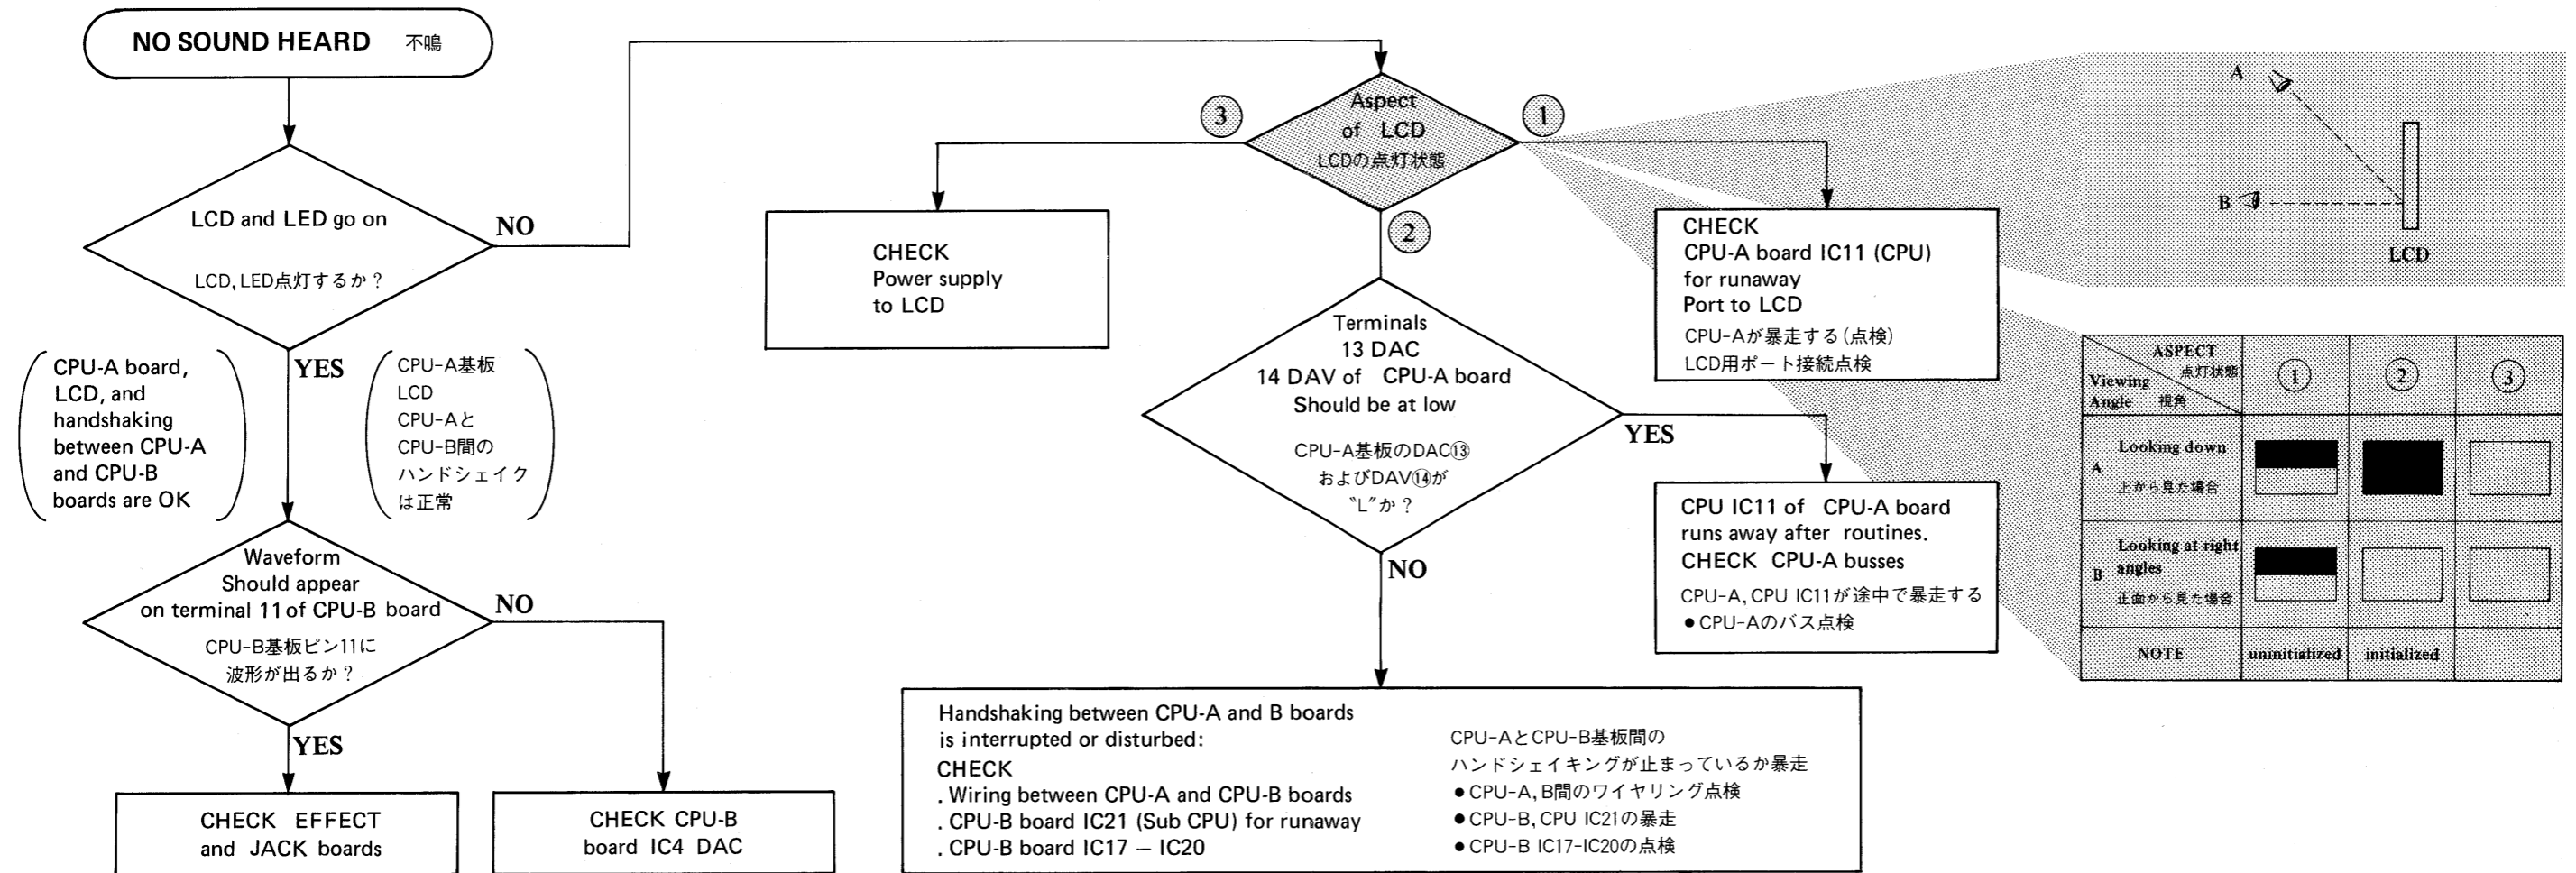 NO SOUND HEARD 不鳴
LCD and LED go on
LCD, LED点灯するか？
NO
YES
CPU-A board,
LCD, and
handshaking
between CPU-A
and CPU-B
boards are OK
CPU-A基板
LCD
CPU-Aと
CPU-B間の
ハンドシェイク
は正常
Waveform
Should appear
on terminal 11 of CPU-B board
CPU-B基板ピン11に
波形が出るか？
NO
YES
CHECK EFFECT
and JACK boards
CHECK CPU-B
board IC4 DAC
Aspect
of LCD
LCDの点灯状態
③
①
②
CHECK
Power supply
to LCD
CHECK
CPU-A board IC11 (CPU)
for runaway
Port to LCD
CPU-Aが暴走する(点検)
LCD用ポート接続点検
Terminals
13 DAC
14 DAV of CPU-A board
Should be at low
CPU-A基板のDAC⑬
およびDAV⑭が
〝L〞か？
YES
NO
CPU IC11 of CPU-A board
runs away after routines.
CHECK CPU-A busses
CPU-A, CPU IC11が途中で暴走する
●CPU-Aのバス点検
Handshaking between CPU-A and B boards
is interrupted or disturbed:
CHECK
. Wiring between CPU-A and CPU-B boards
. CPU-B board IC21 (Sub CPU) for runaway
. CPU-B board IC17 — IC20
CPU-AとCPU-B基板間の
ハンドシェイキングが止まっているか暴走
●CPU-A, B間のワイヤリング点検
●CPU-B, CPU IC21の暴走
●CPU-B IC17-IC20の点検
A
B
LCD
ASPECT
点灯状態
Viewing
Angle 視角
① ② ③
A Looking down
上から見た場合
B Looking at right
angles
正面から見た場合
NOTE uninitialized initialized